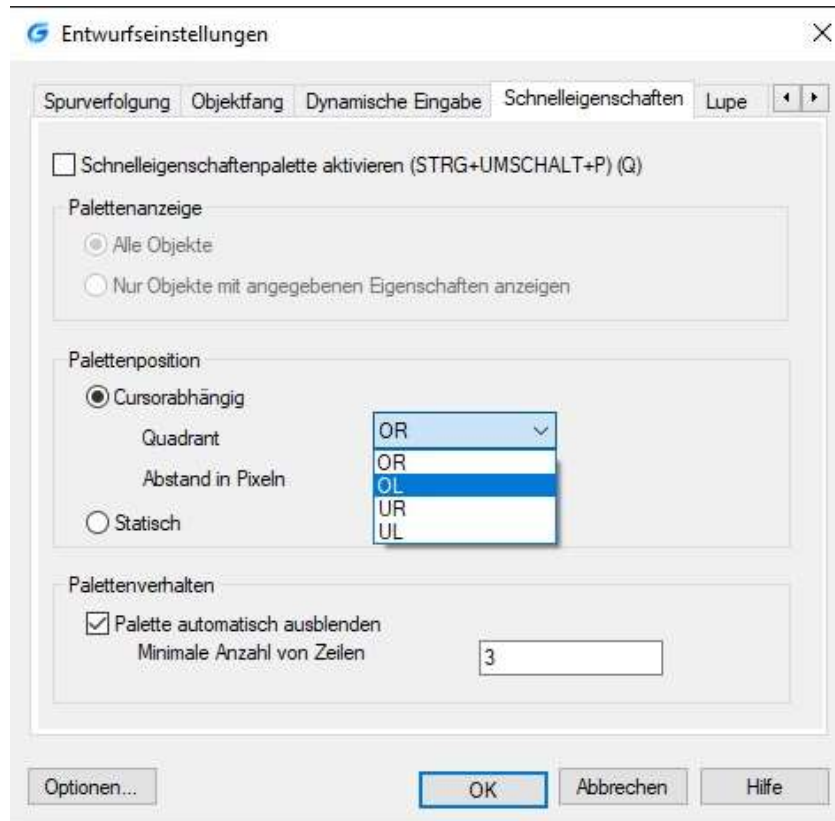 Entwurfseinstellungen
Spurverfolgung Objektfang Dynamische Eingabe Schnelleigenschaften Lupe
Schnelleigenschaftenpalette aktivieren (STRG+UMSCHALT+P) (Q)
Palettenanzeige
Alle Objekte
Nur Objekte mit angegebenen Eigenschaften anzeigen
Palettenposition
Cursorabhängig
Quadrant OR
OR
Abstand in Pixeln OL
UR
Statisch UL
Palettenverhalten
Palette automatisch ausblenden
Minimale Anzahl von Zeilen 3
Optionen... OK Abbrechen Hilfe